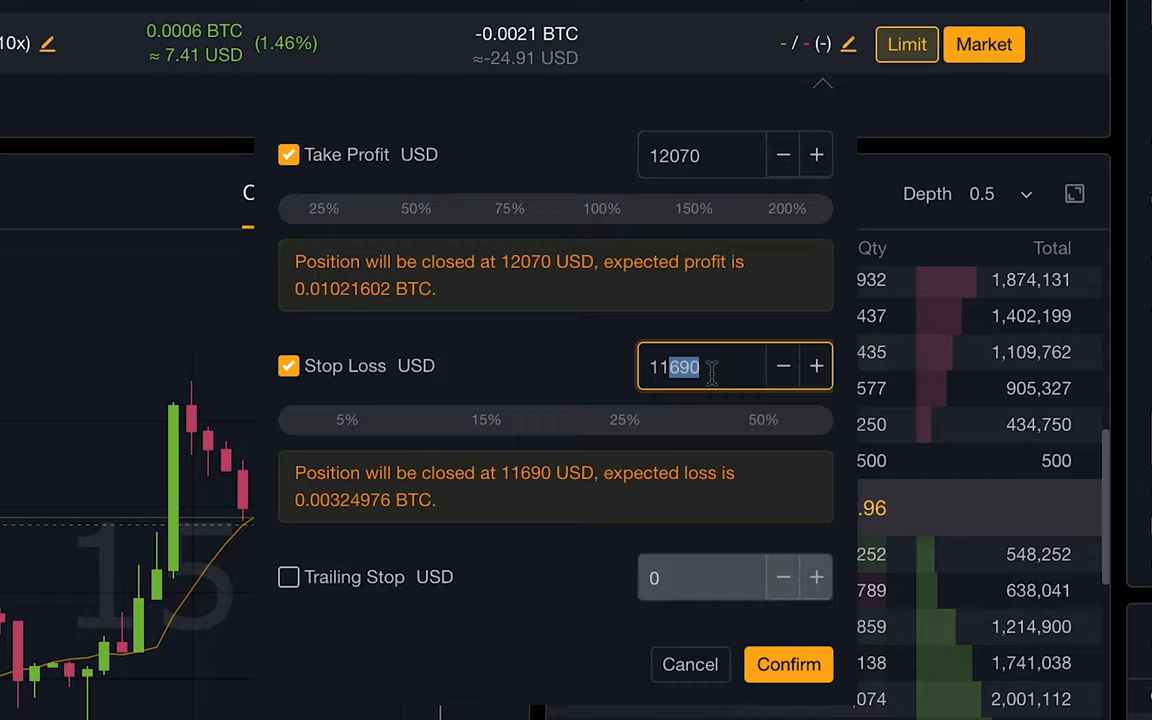 10x) 0.0006 BTC (1.46%) -0.0021 BTC - / - (-) Limit Market
≈ 7.41 USD ≈-24.91 USD
Take Profit USD 12070 − +
25% 50% 75% 100% 150% 200%
Position will be closed at 12070 USD, expected profit is
0.01021602 BTC.
Stop Loss USD 11690 − +
5% 15% 25% 50%
Position will be closed at 11690 USD, expected loss is
0.00324976 BTC.
Trailing Stop USD 0 − +
Cancel Confirm
C
15
Depth 0.5
Qty Total
932 1,874,131
437 1,402,199
435 1,109,762
577 905,327
250 434,750
500 500
.96
252 548,252
789 638,041
859 1,214,900
138 1,741,038
074 2,001,112